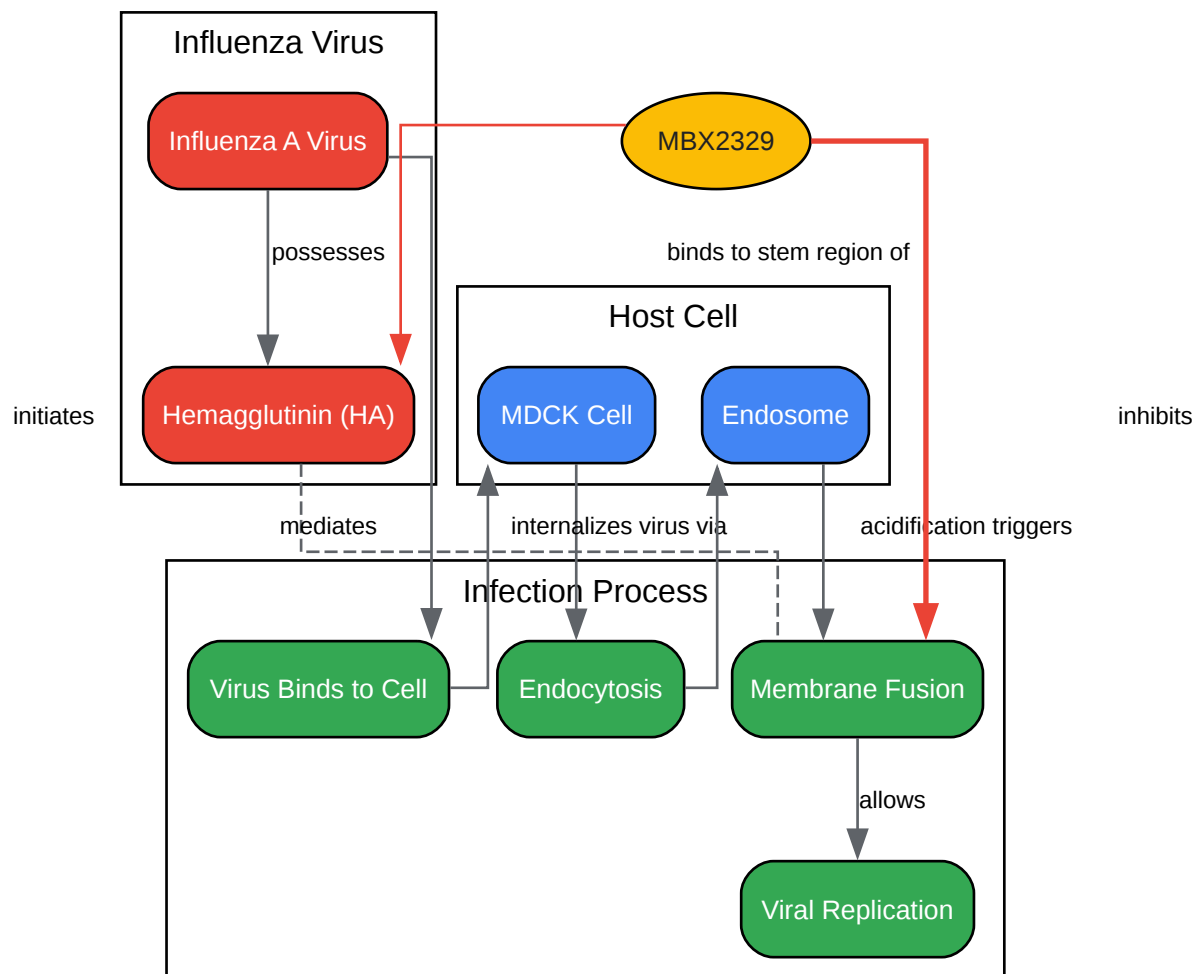 Influenza Virus
Influenza A Virus
MBX2329
possesses
binds to stem region of
Host Cell
initiates
Hemagglutinin (HA)
MDCK Cell
Endosome
inhibits
mediates
internalizes virus via
acidification triggers
Infection Process
Virus Binds to Cell
Endocytosis
Membrane Fusion
allows
Viral Replication